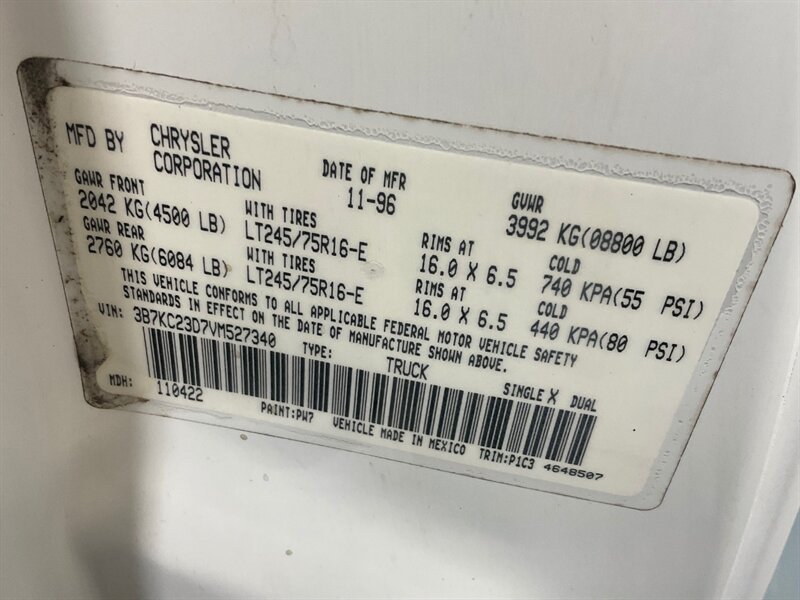 MFD BY CHRYSLER CORPORATION DATE OF MFR 11-96 GVWR 3992 KG(08800 LB)
GAWR FRONT WITH TIRES RIMS AT COLD
2042 KG(4500 LB) LT245/75R16-E 16.0 X 6.5 740 KPA(55 PSI)
GAWR REAR WITH TIRES RIMS AT COLD
2760 KG(6084 LB) LT245/75R16-E 16.0 X 6.5 440 KPA(80 PSI)
THIS VEHICLE CONFORMS TO ALL APPLICABLE FEDERAL MOTOR VEHICLE SAFETY
STANDARDS IN EFFECT ON THE DATE OF MANUFACTURE SHOWN ABOVE.
VIN: 3B7KC23D7VM527340 TYPE: TRUCK SINGLE X DUAL
MDH: 110422 PAINT:PW7 VEHICLE MADE IN MEXICO TRIM:P1C3 4648507